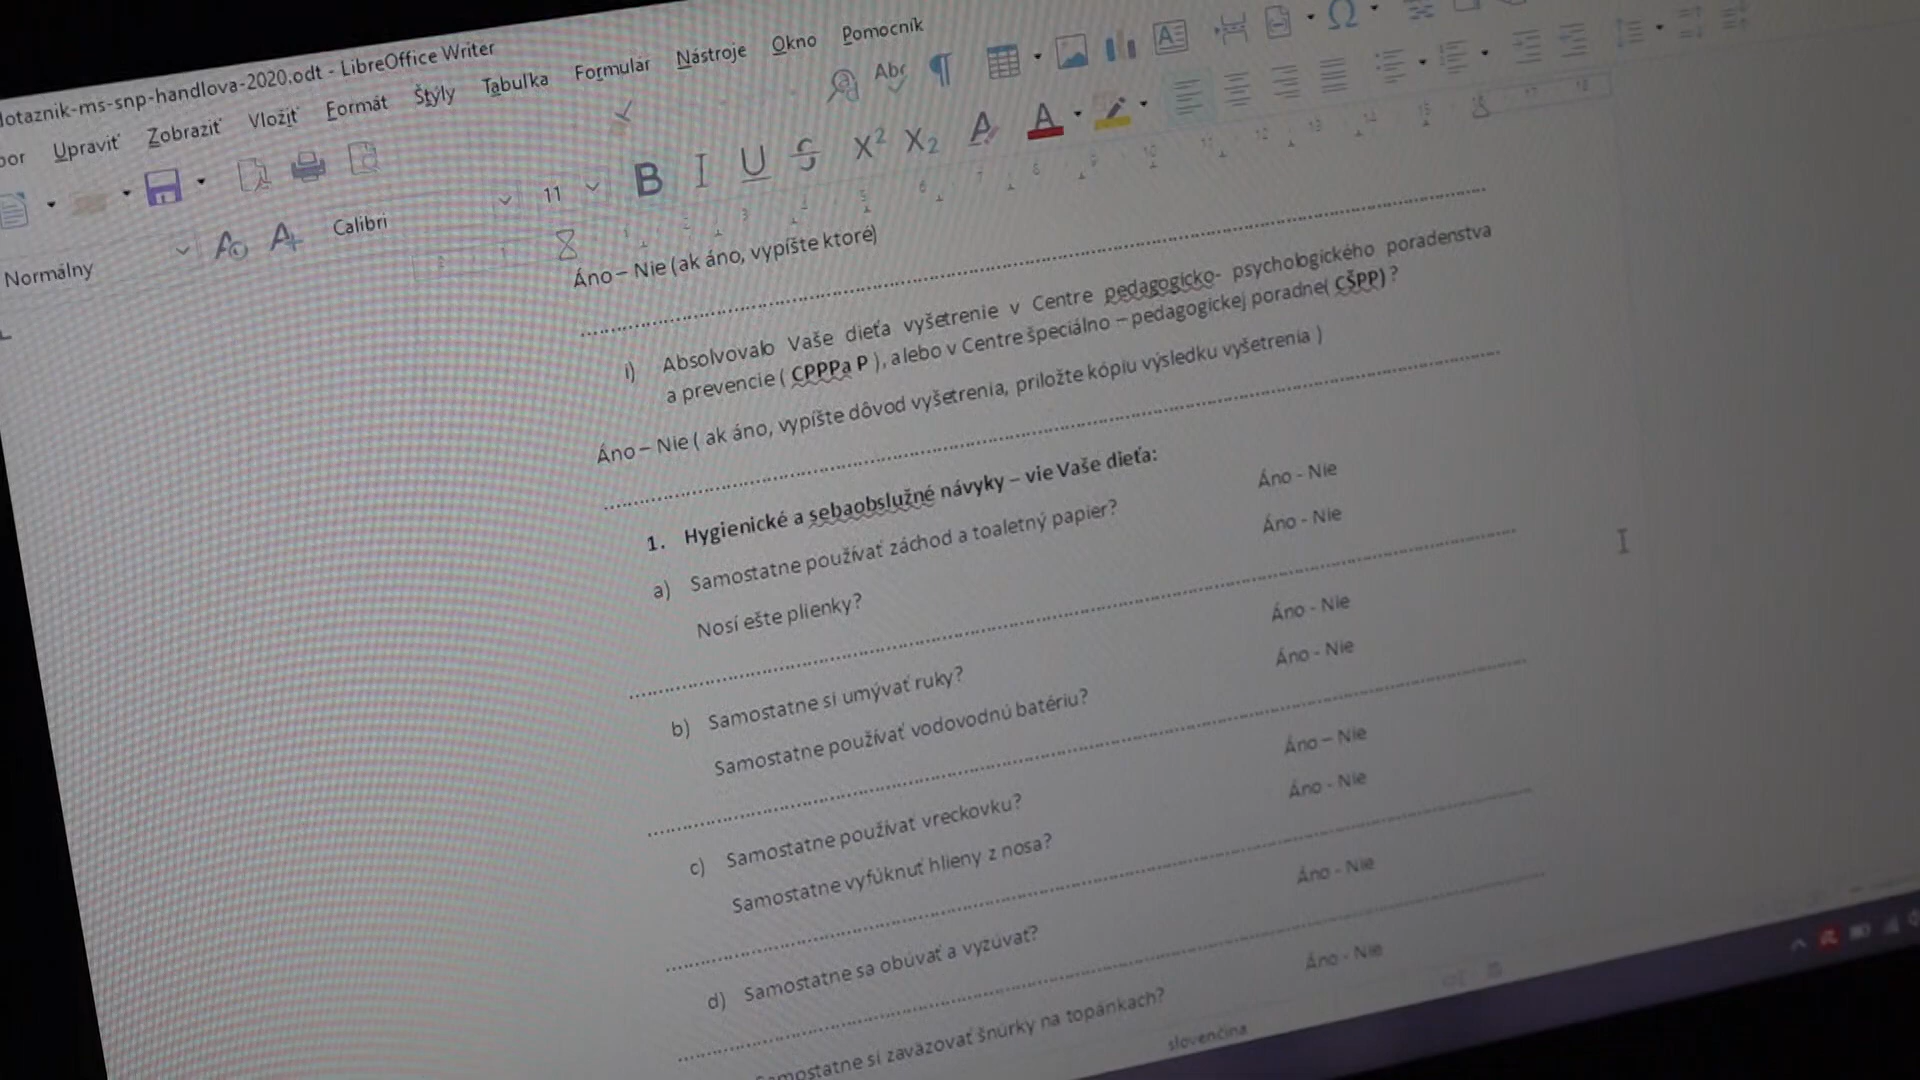 lotaznik-ms-snp-handlova-2020.odt - LibreOffice Writer
Upraviť Zobraziť Vložiť Formát Štýly Tabuľka Formulár Nástroje Okno Pomocník
Normálny Calibri 11
Áno – Nie (ak áno, vypíšte ktoré)
i) Absolvovalo Vaše dieťa vyšetrenie v Centre pedagogicko- psychologického poradenstva
a prevencie ( CPPPa P ), alebo v Centre špeciálno – pedagogickej poradne( CŠPP) ?
Áno – Nie ( ak áno, vypíšte dôvod vyšetrenia, priložte kópiu výsledku vyšetrenia )
1. Hygienické a sebaobslužné návyky – vie Vaše dieťa:
a) Samostatne používať záchod a toaletný papier? Áno - Nie
Nosí ešte plienky? Áno - Nie
b) Samostatne si umývať ruky? Áno - Nie
Samostatne používať vodovodnú batériu? Áno - Nie
c) Samostatne používať vreckovku? Áno – Nie
Samostatne vyfúknuť hlieny z nosa? Áno - Nie
d) Samostatne sa obúvať a vyzúvať? Áno - Nie
mostatne si zaväzovať šnúrky na topánkach? Áno - Nie
slovenčina